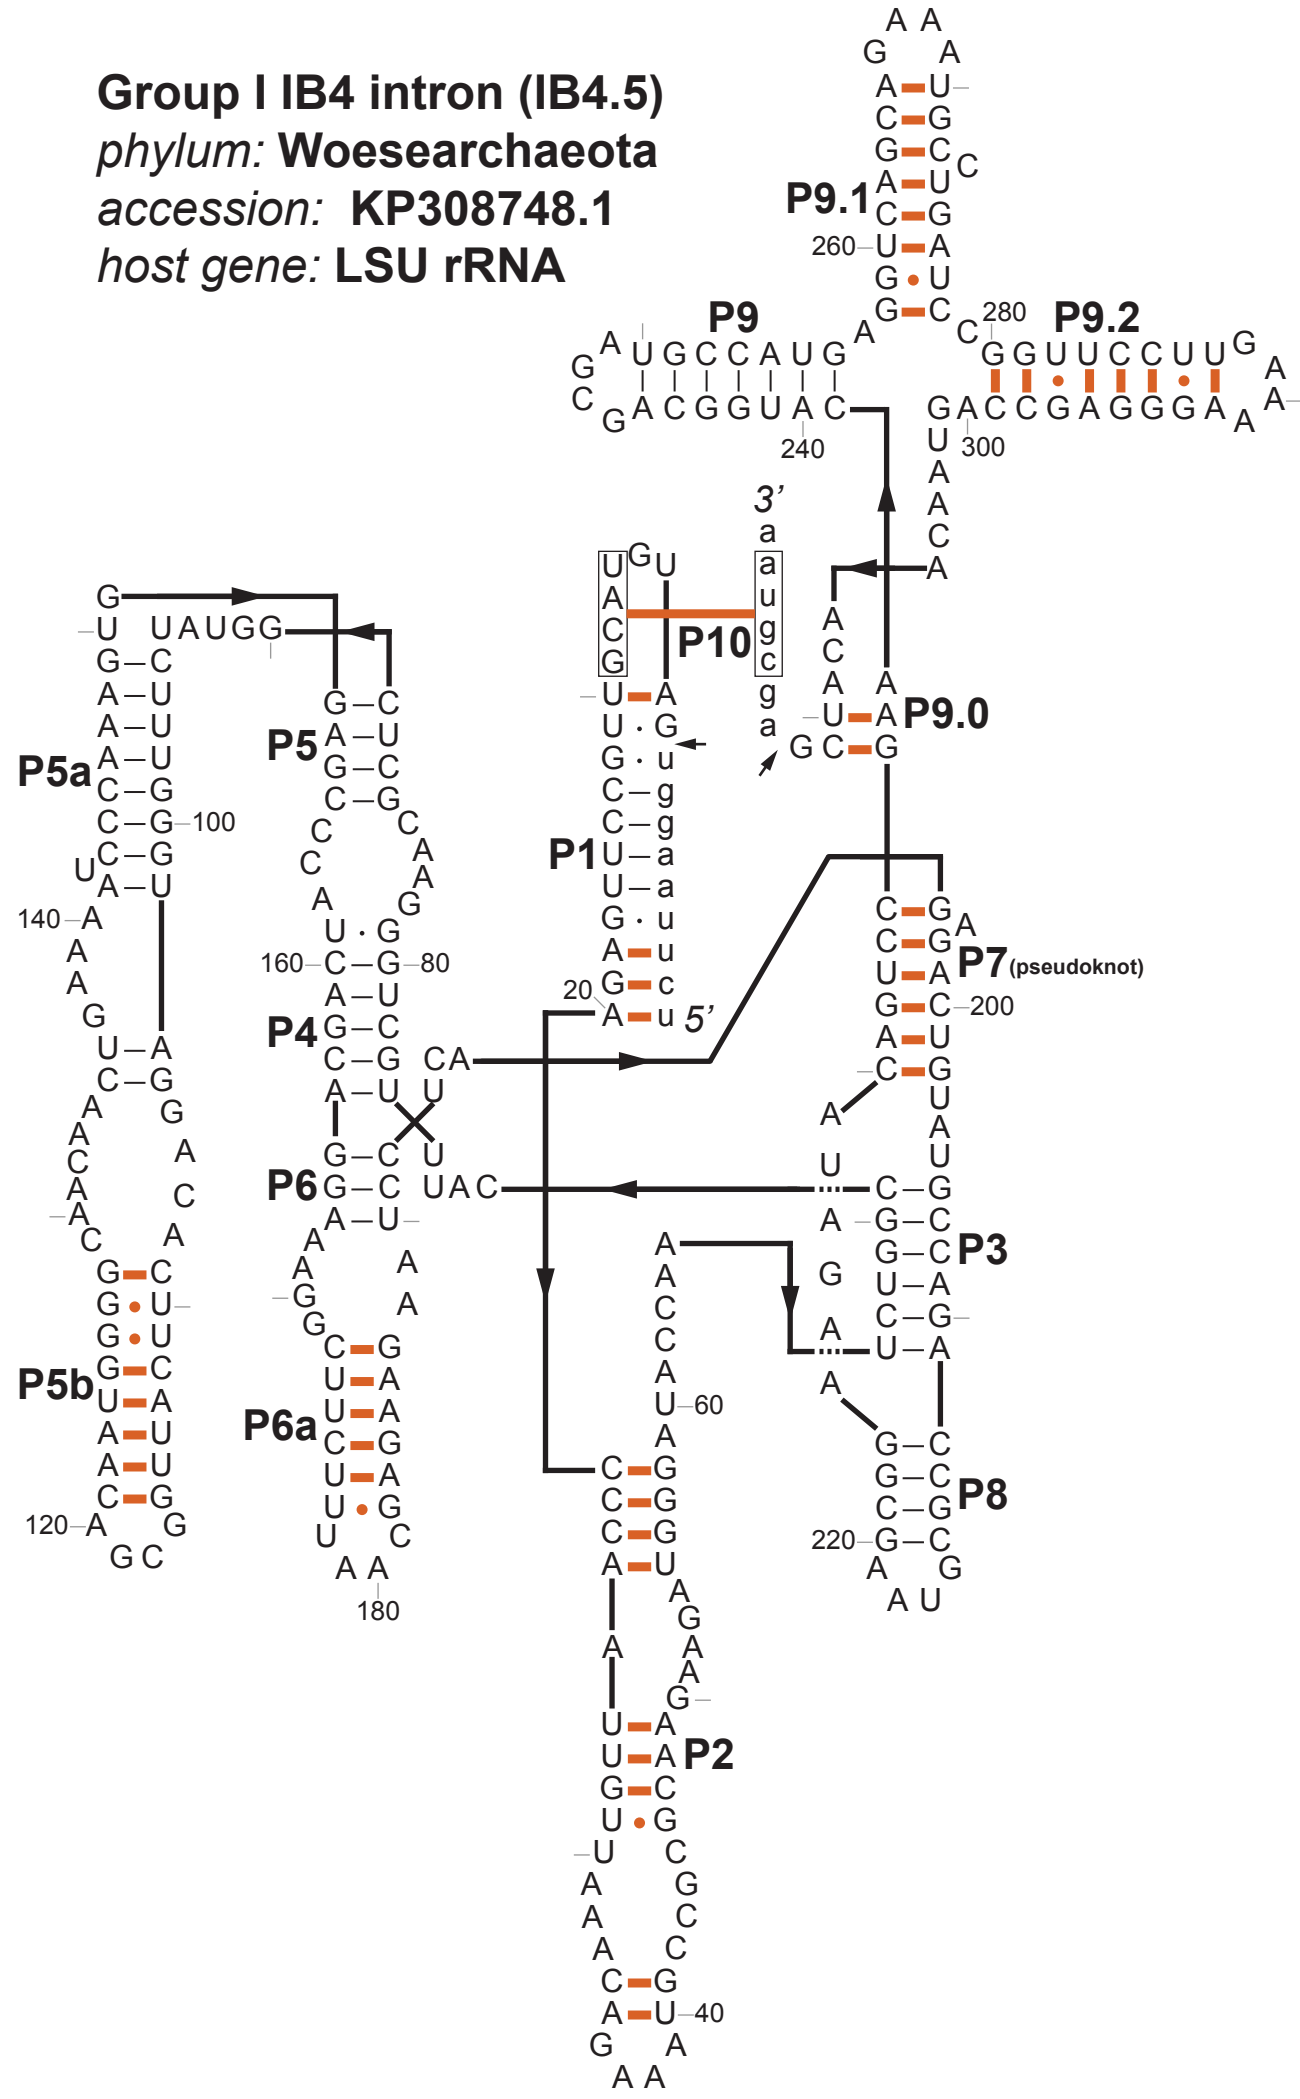 Group I IB4 intron (IB4.5)
phylum: Woesearchaeota
accession: KP308748.1
host gene: LSU rRNA
A A
G A
A U
C G
G C
C
A U
P9.1
C G
260 U A
G U
G C
A C
280
P9
P9.2
G A U G C C A U G
G G U U C C U U G A
C G A C G G U A C
G A C C G A G G G A A A
240
300
U
A
A
C
A
3’
a
a
u
g
c
g
a
U G U
A
C
G
P10
U A
U G
G u
C g
C g
P1
U a
U a
G u
A u
G c
20
A u 5’
A
C
A
U A
C G
G
A
P9.0
G
U U A U G G
G C
A U
A U
A U
P5a
C G
C G 100
C G
U
A U
140 A
A
A
G
U A
C G
A G
A A
C C
A A
A
C
G C
G U
G U
P5b
G C
U A
A U
A U
C G
120 A G
G C
G C
P5
A U
G C
C G
C C
C A
A A
G
U G
160 C G 80
A U
P4
G C
C G
A U
C A
U
G C U
P6
G C U A C
A U
A A
A
G A
G
C G
U A
P6a
U A
C G
U A
U G
U C
A A
180
C G
C G
A
U A
P7 (pseudoknot)
G C 200
A U
C G
A U
A
U U
C G
A G C
P3
G C
G U A
C G
A U A
A
G C
G C
P8
C G
220 G C
A G
A U
A
A
C
C
A
U 60
A
C G
C G
C G
A U
A
A G
A
A
G
U A
U A
P2
G C
U G
U C
A G
A C
A C
C G
A U 40
G A
A A